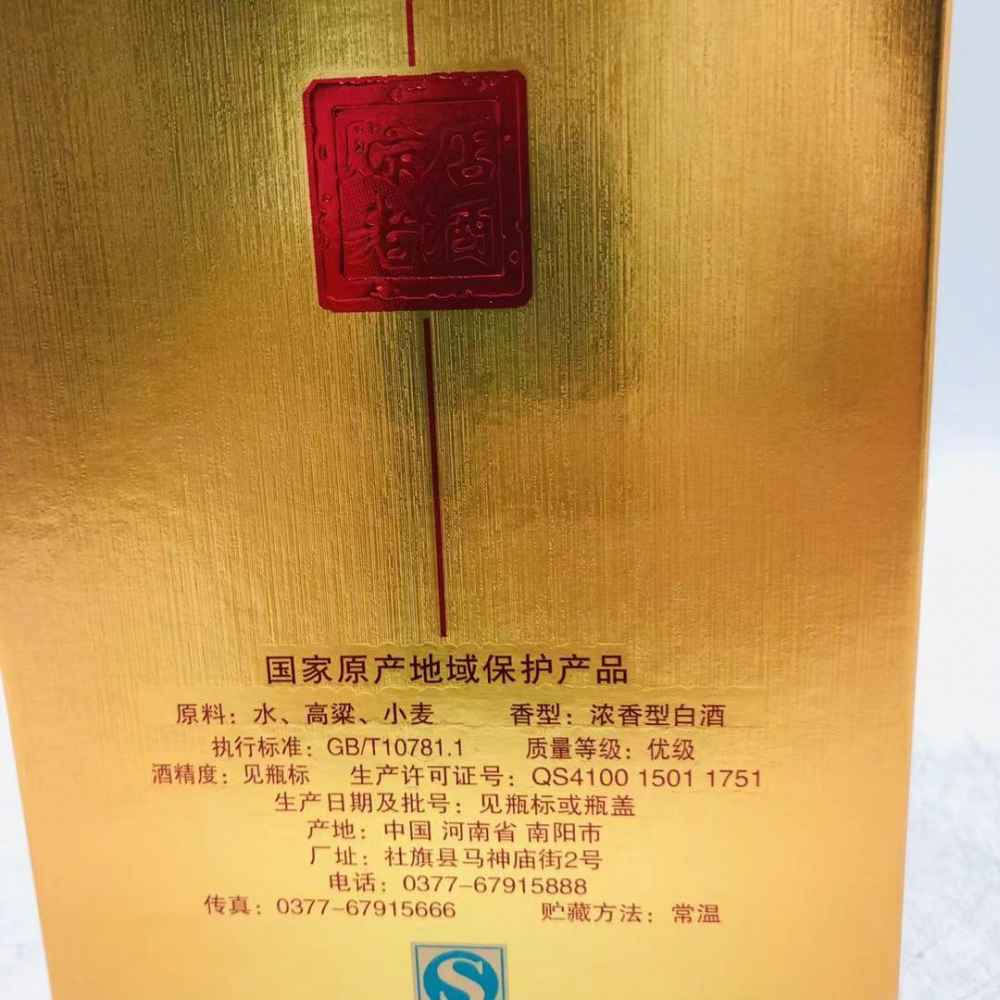 赊店
老酒
国家原产地域保护产品
原料：水、高粱、小麦 香型：浓香型白酒
执行标准：GB/T10781.1 质量等级：优级
酒精度：见瓶标 生产许可证号：QS4100 1501 1751
生产日期及批号：见瓶标或瓶盖
产地：中国 河南省 南阳市
厂址：社旗县马神庙街2号
电话：0377-67915888
传真：0377-67915666 贮藏方法：常温
S